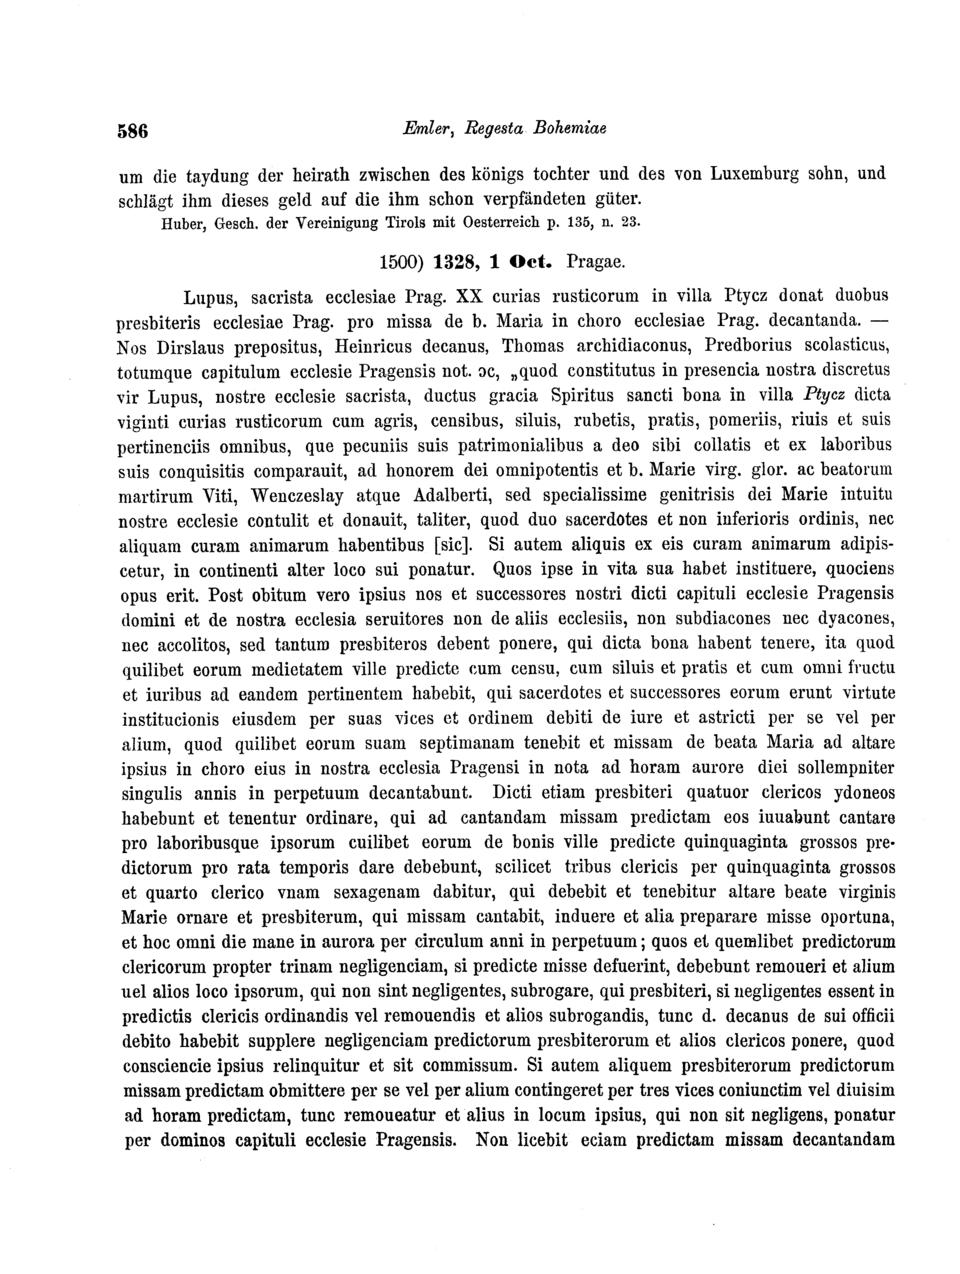 586 Emler, Regesta Bohemiae
um die taydung der heirath zwischen des königs tochter und des von Luxemburg sohn, und
schlägt ihm dieses geld auf die ihm schon verpfändeten güter.
Huber, Gesch. der Vereinigung Tirols mit Oesterreich p. 135, n. 23.
1500) 1328, 1 Oct. Pragae.
Lupus, sacrista ecclesiae Prag. XX curias rusticorum in villa Ptycz donat duobus
presbiteris ecclesiae Prag. pro missa de b. Maria in choro ecclesiae Prag. decantanda. —
Nos Dirslaus prepositus, Heinricus decanus, Thomas archidiaconus, Predborius scolasticus,
totumque capitulum ecclesie Pragensis not. oc, „quod constitutus in presencia nostra discretus
vir Lupus, nostre ecclesie sacrista, ductus gracia Spiritus sancti bona in villa Ptycz dicta
viginti curias rusticorum cum agris, censibus, siluis, rubetis, pratis, pomeriis, riuis et suis
pertinenciis omnibus, que pecuniis suis patrimonialibus a deo sibi collatis et ex laboribus
suis conquisitis comparauit, ad honorem dei omnipotentis et b. Marie virg. glor. ac beatorum
martirum Viti, Wenczeslay atque Adalberti, sed specialissime genitrisis dei Marie intuitu
nostre ecclesie contulit et donauit, taliter, quod duo sacerdotes et non inferioris ordinis, nec
aliquam curam animarum habentibus [sic]. Si autem aliquis ex eis curam animarum adipis-
cetur, in continenti alter loco sui ponatur. Quos ipse in vita sua habet instituere, quociens
opus erit. Post obitum vero ipsius nos et successores nostri dicti capituli ecclesie Pragensis
domini et de nostra ecclesia seruitores non de aliis ecclesiis, non subdiacones nec dyacones,
nec accolitos, sed tantum presbiteros debent ponere, qui dicta bona habent tenere, ita quod
quilibet eorum medietatem ville predicte cum censu, cum siluis et pratis et cum omni fructu
et iuribus ad eandem pertinentem habebit, qui sacerdotes et successores eorum erunt virtute
institucionis eiusdem per suas vices et ordinem debiti de iure et astricti per se vel per
alium, quod quilibet eorum suam septimanam tenebit et missam de beata Maria ad altare
ipsius in choro eius in nostra ecclesia Pragensi in nota ad horam aurore diei sollempniter
singulis annis in perpetuum decantabunt. Dicti etiam presbiteri quatuor clericos ydoneos
habebunt et tenentur ordinare, qui ad cantandam missam predictam eos iuuabunt cantare
pro laboribusque ipsorum cuilibet eorum de bonis ville predicte quinquaginta grossos pre-
dictorum pro rata temporis dare debebunt, scilicet tribus clericis per quinquaginta grossos
et quarto clerico vnam sexagenam dabitur, qui debebit et tenebitur altare beate virginis
Marie ornare et presbiterum, qui missam cantabit, induere et alia preparare misse oportuna,
et hoc omni die mane in aurora per circulum anni in perpetuum; quos et quemlibet predictorum
clericorum propter trinam negligenciam, si predicte misse defuerint, debebunt remoueri et alium
uel alios loco ipsorum, qui non sint negligentes, subrogare, qui presbiteri, si negligentes essent in
predictis clericis ordinandis vel remouendis et alios subrogandis, tunc d. decanus de sui officii
debito habebit supplere negligenciam predictorum presbiterorum et alios clericos ponere, quod
consciencie ipsius relinquitur et sit commissum. Si autem aliquem presbiterorum predictorum
missam predictam obmittere per se vel per alium contingeret per tres vices coniunctim vel diuisim
ad horam predictam, tunc remoueatur et alius in locum ipsius, qui non sit negligens, ponatur
per dominos capituli ecclesie Pragensis. Non licebit eciam predictam missam decantandam